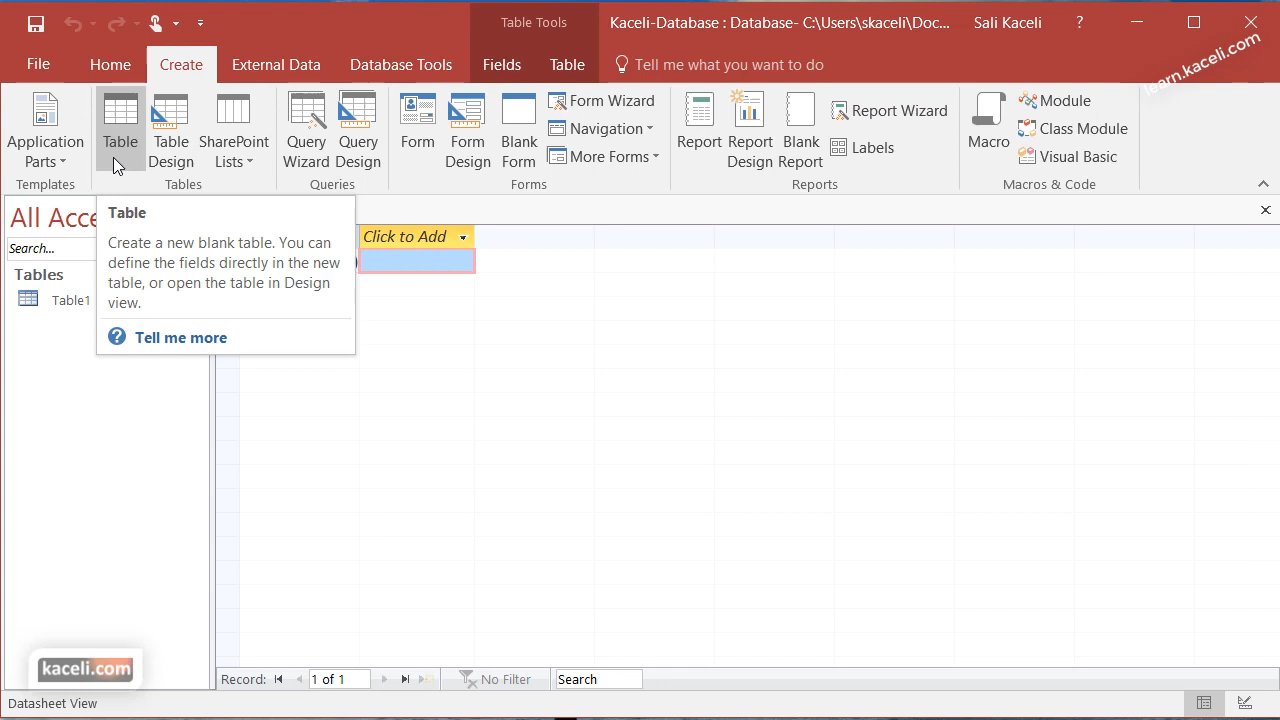 Table Tools
Kaceli-Database : Database- C:\Users\skaceli\Doc...
Sali Kaceli
?
learn.kaceli.com
File
Home
Create
External Data
Database Tools
Fields
Table
Tell me what you want to do
Application
Parts
Templates
Table
Table
Design
SharePoint
Lists
Tables
Query
Wizard
Query
Design
Queries
Form
Form
Design
Blank
Form
Form Wizard
Navigation
More Forms
Forms
Report
Report
Design
Blank
Report
Report Wizard
Labels
Reports
Macro
Module
Class Module
Visual Basic
Macros & Code
All Acce
Search...
Tables
Table1
Table
Create a new blank table. You can
define the fields directly in the new
table, or open the table in Design
view.
? Tell me more
Click to Add
)
kaceli.com
Record:
1 of 1
No Filter
Search
Datasheet View